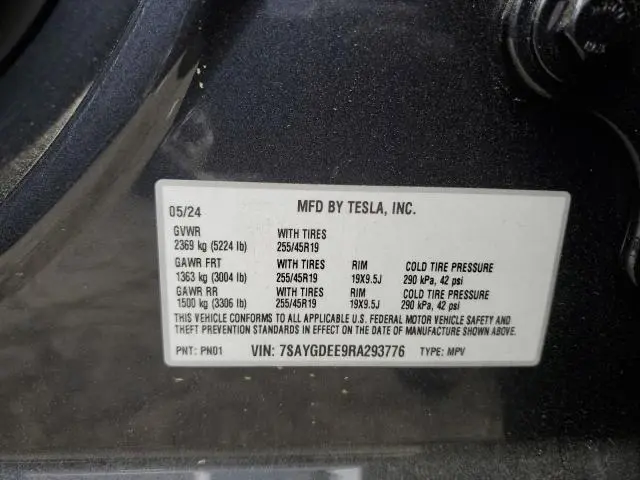 05/24 MFD BY TESLA, INC.
GVWR WITH TIRES
2369 kg (5224 lb) 255/45R19
GAWR FRT WITH TIRES RIM COLD TIRE PRESSURE
1363 kg (3004 lb) 255/45R19 19X9.5J 290 kPa, 42 psi
GAWR RR WITH TIRES RIM COLD TIRE PRESSURE
1500 kg (3306 lb) 255/45R19 19X9.5J 290 kPa, 42 psi
THIS VEHICLE CONFORMS TO ALL APPLICABLE U.S. FEDERAL MOTOR VEHICLE SAFETY AND
THEFT PREVENTION STANDARDS IN EFFECT ON THE DATE OF MANUFACTURE SHOWN ABOVE.
PNT: PN01 VIN: 7SAYGDEE9RA293776 TYPE: MPV